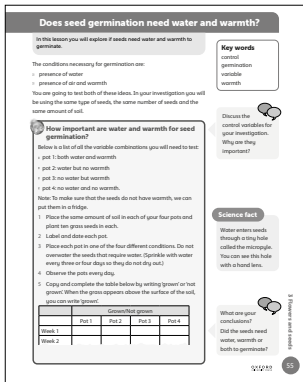 Does seed germination need water and warmth?
In this lesson you will explore if seeds need water and warmth to
germinate.
The conditions necessary for germination are:
presence of water
presence of air and warmth
You are going to test both of these ideas. In your investigation you will
be using the same type of seeds, the same number of seeds and the
same amount of soil.
Key words
control
germination
variable
warmth
Discuss the
control variables for
your investigation.
Why are they
important?
How important are water and warmth for seed
germination?
Below is a list of all the variable combinations you will need to test:
pot 1: both water and warmth
pot 2: water but no warmth
pot 3: no water but warmth
pot 4: no water and no warmth.
Note: To make sure that the seeds do not have warmth, we can
put them in a fridge.
1 Place the same amount of soil in each of your four pots and
plant ten grass seeds in each.
2 Label and date each pot.
3 Place each pot in one of the four different conditions. Do not
overwater the seeds that require water. (Sprinkle with water
every three or four days so they do not dry out.)
4 Observe the pots every day.
5 Copy and complete the table below by writing 'grown' or 'not
grown'. When the grass appears above the surface of the soil,
you can write 'grown'.
Grown/Not grown
Pot 1 Pot 2 Pot 3 Pot 4
Week 1
Week 2
Science fact
Water enters seeds
through a tiny hole
called the micropyle.
You can see this hole
with a hand lens.
What are your
conclusions?
Did the seeds need
water, warmth or
both to germinate?
3 Flowers and seeds
OXFORD
55